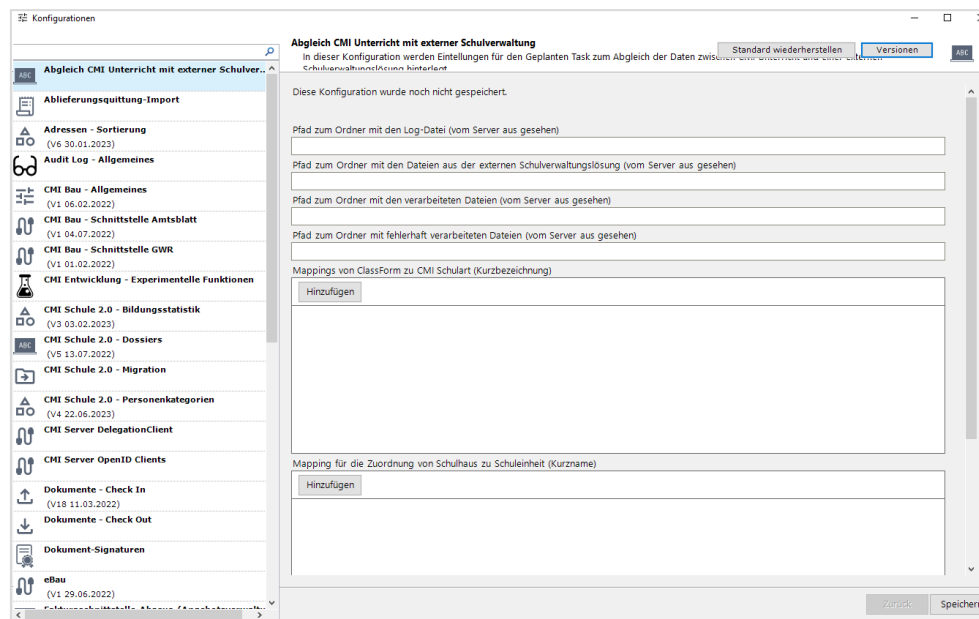 Konfigurationen
Abgleich CMI Unterricht mit externer Schulver..
Ablieferungsquittung-Import
Adressen - Sortierung
(V6 30.01.2023)
Audit Log - Allgemeines
CMI Bau - Allgemeines
(V1 06.02.2022)
CMI Bau - Schnittstelle Amtsblatt
(V1 04.07.2022)
CMI Bau - Schnittstelle GWR
(V1 01.02.2022)
CMI Entwicklung - Experimentelle Funktionen
CMI Schule 2.0 - Bildungsstatistik
(V3 03.02.2023)
ABC
CMI Schule 2.0 - Dossiers
(V5 13.07.2022)
CMI Schule 2.0 - Migration
CMI Schule 2.0 - Personenkategorien
(V4 22.06.2023)
CMI Server DelegationClient
CMI Server OpenID Clients
Dokumente - Check In
(V18 11.03.2022)
Dokumente - Check Out
Dokument-Signaturen
eBau
(V1 29.06.2022)
Abgleich CMI Unterricht mit externer Schulverwaltung
In dieser Konfiguration werden Einstellungen für den Geplanten Task zum Abgleich der Daten zwischen CMI Unterricht und einer externen
Schulverwaltungslösung hinterlegt
Standard wiederherstellen
Versionen
ABC
Diese Konfiguration wurde noch nicht gespeichert.
Pfad zum Ordner mit den Log-Datei (vom Server aus gesehen)
Pfad zum Ordner mit den Dateien aus der externen Schulverwaltungslösung (vom Server aus gesehen)
Pfad zum Ordner mit den verarbeiteten Dateien (vom Server aus gesehen)
Pfad zum Ordner mit fehlerhaft verarbeiteten Dateien (vom Server aus gesehen)
Mappings von ClassForm zu CMI Schulart (Kurzbezeichnung)
Hinzufügen
Mapping für die Zuordnung von Schulhaus zu Schuleinheit (Kurzname)
Hinzufügen
Zurück
Speichern